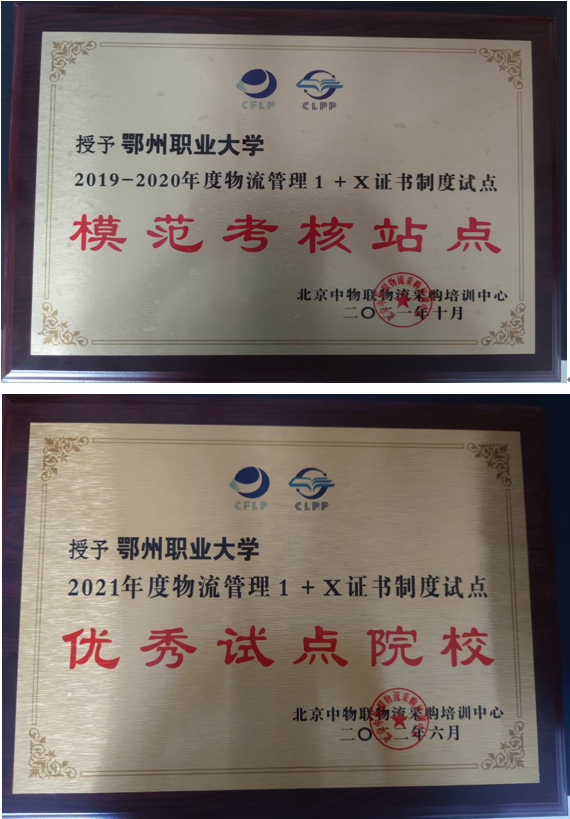 CFLP CLPP
授予 鄂州职业大学
2019-2020年度物流管理1+X证书制度试点
模范考核站点
北京中物联物流采购培训中心
二〇二一年十月
CFLP CLPP
授予 鄂州职业大学
2021年度物流管理1+X证书制度试点
优秀试点院校
北京中物联物流采购培训中心
二〇二二年六月